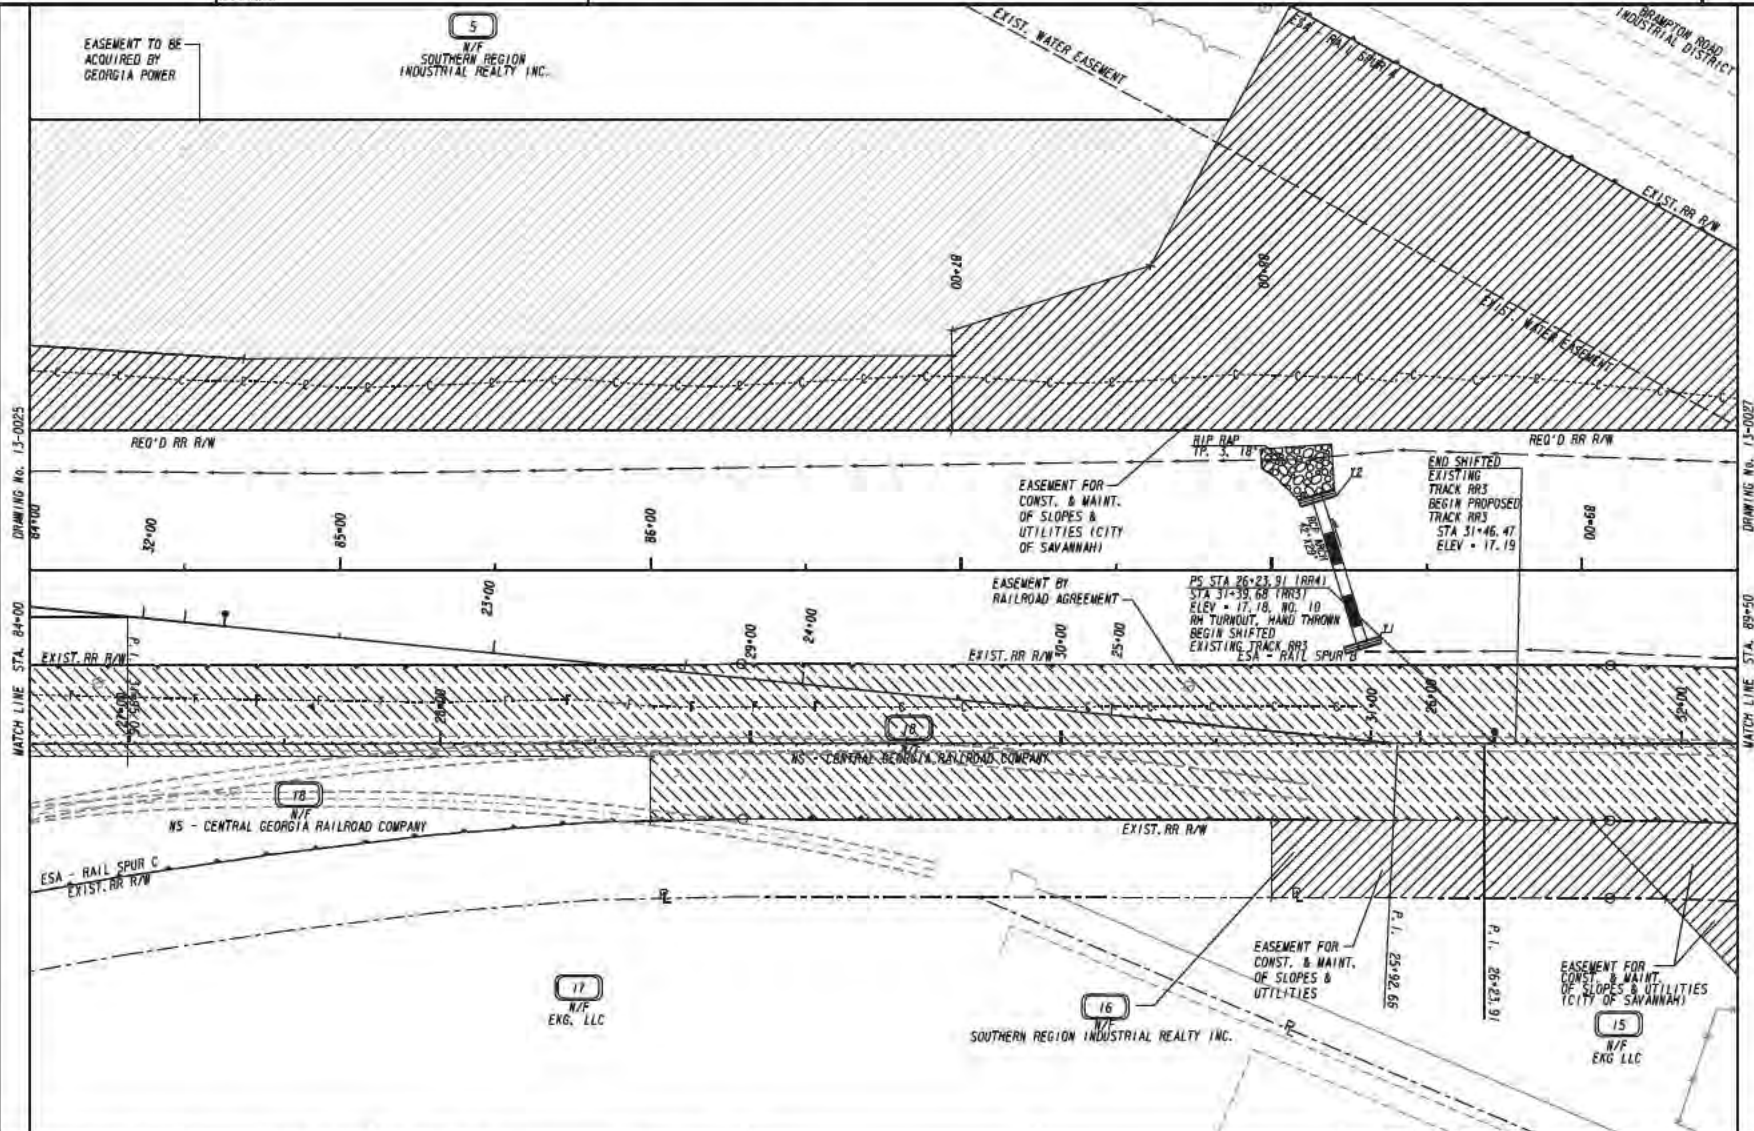 EASEMENT TO BE
ACQUIRED BY
GEORGIA POWER
5
N/F
SOUTHERN REGION
INDUSTRIAL REALTY INC.
EXIST. WATER EASEMENT
ESA - RAIL SPUR A
BRAMPTON ROAD
INDUSTRIAL DISTRICT
EXIST. RR R/W
EXIST. WATER EASEMENT
87+00
88+00
DRAWING No. 13-0025
MATCH LINE STA. 84+00
DRAWING No. 13-0027
MATCH LINE STA. 89+50
REQ'D RR R/W
REQ'D RR R/W
RIP RAP
TP. 3, 18"
Y2
EASEMENT FOR
CONST. & MAINT.
OF SLOPES &
UTILITIES (CITY
OF SAVANNAH)
END SHIFTED
EXISTING
TRACK RR3
BEGIN PROPOSED
TRACK RR3
STA 31+46.47
ELEV = 17.19
84+00
32+00
85+00
86+00
89+00
EASEMENT BY
RAILROAD AGREEMENT
PS STA 26+23.91 (RR4)
STA 31+39.68 (RR3)
ELEV = 17.18, NO. 10
RH TURNOUT, HAND THROWN
BEGIN SHIFTED
EXISTING TRACK RR3
ESA - RAIL SPUR B
Y1
23+00
29+00
24+00
30+00
25+00
EXIST. RR R/W
EXIST. RR R/W
27+00
P.I. 31+95.06
28+00
31+00
26+00
32+00
18
N/F
NS - CENTRAL GEORGIA RAILROAD COMPANY
18
N/F
NS - CENTRAL GEORGIA RAILROAD COMPANY
EXIST. RR R/W
ESA - RAIL SPUR C
EXIST. RR R/W
17
N/F
EKG, LLC
16
N/F
SOUTHERN REGION INDUSTRIAL REALTY INC.
EASEMENT FOR
CONST. & MAINT.
OF SLOPES &
UTILITIES
P.I. 25+92.66
P.I. 26+23.91
EASEMENT FOR
CONST. & MAINT.
OF SLOPES & UTILITIES
(CITY OF SAVANNAH)
15
N/F
EKG LLC